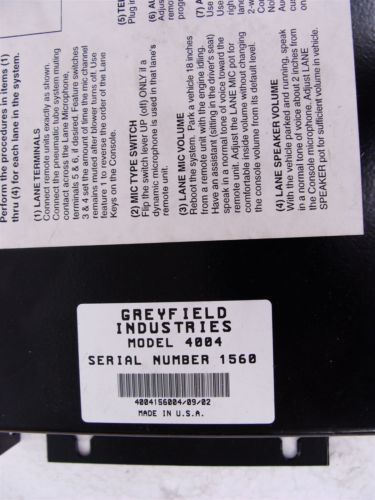 Perform the procedures in items (1)
thru (4) for each lane in the system.
(1) LANE TERMINALS
Connect remote units exactly as shown.
Connect the pneumatic tube system muting
contact across the Lane Microphone,
terminals 5 & 6, if desired. Feature switches
3 & 4 set the amount of time the mic channel
remains muted after blower turns off. Use
feature 1 to reverse the order of the Lane
Keys on the Console.
(2) MIC TYPE SWITCH
Flip the switch lever UP (off) ONLY if a
dynamic microphone is used in that lane's
remote unit.
(3) LANE MIC VOLUME
Reboot the system. Park a vehicle 18 inches
from a remote unit with the engine idling.
Have an assistant (sitting in the driver's seat)
speak in a normal tone of voice toward the
remote unit. Adjust the LANE MIC pot for
comfortable inside volume without changing
the console volume from its default level.
(4) LANE SPEAKER VOLUME
With the vehicle parked and running, speak
in a normal tone of voice about 2 inches from
the Console microphone. Adjust LANE
SPEAKER pot for sufficient volume in vehicle.
Plug in
remote
GREYFIELD
INDUSTRIES
MODEL 4004
SERIAL NUMBER 1560
4004156004/09/02
MADE IN U.S.A.